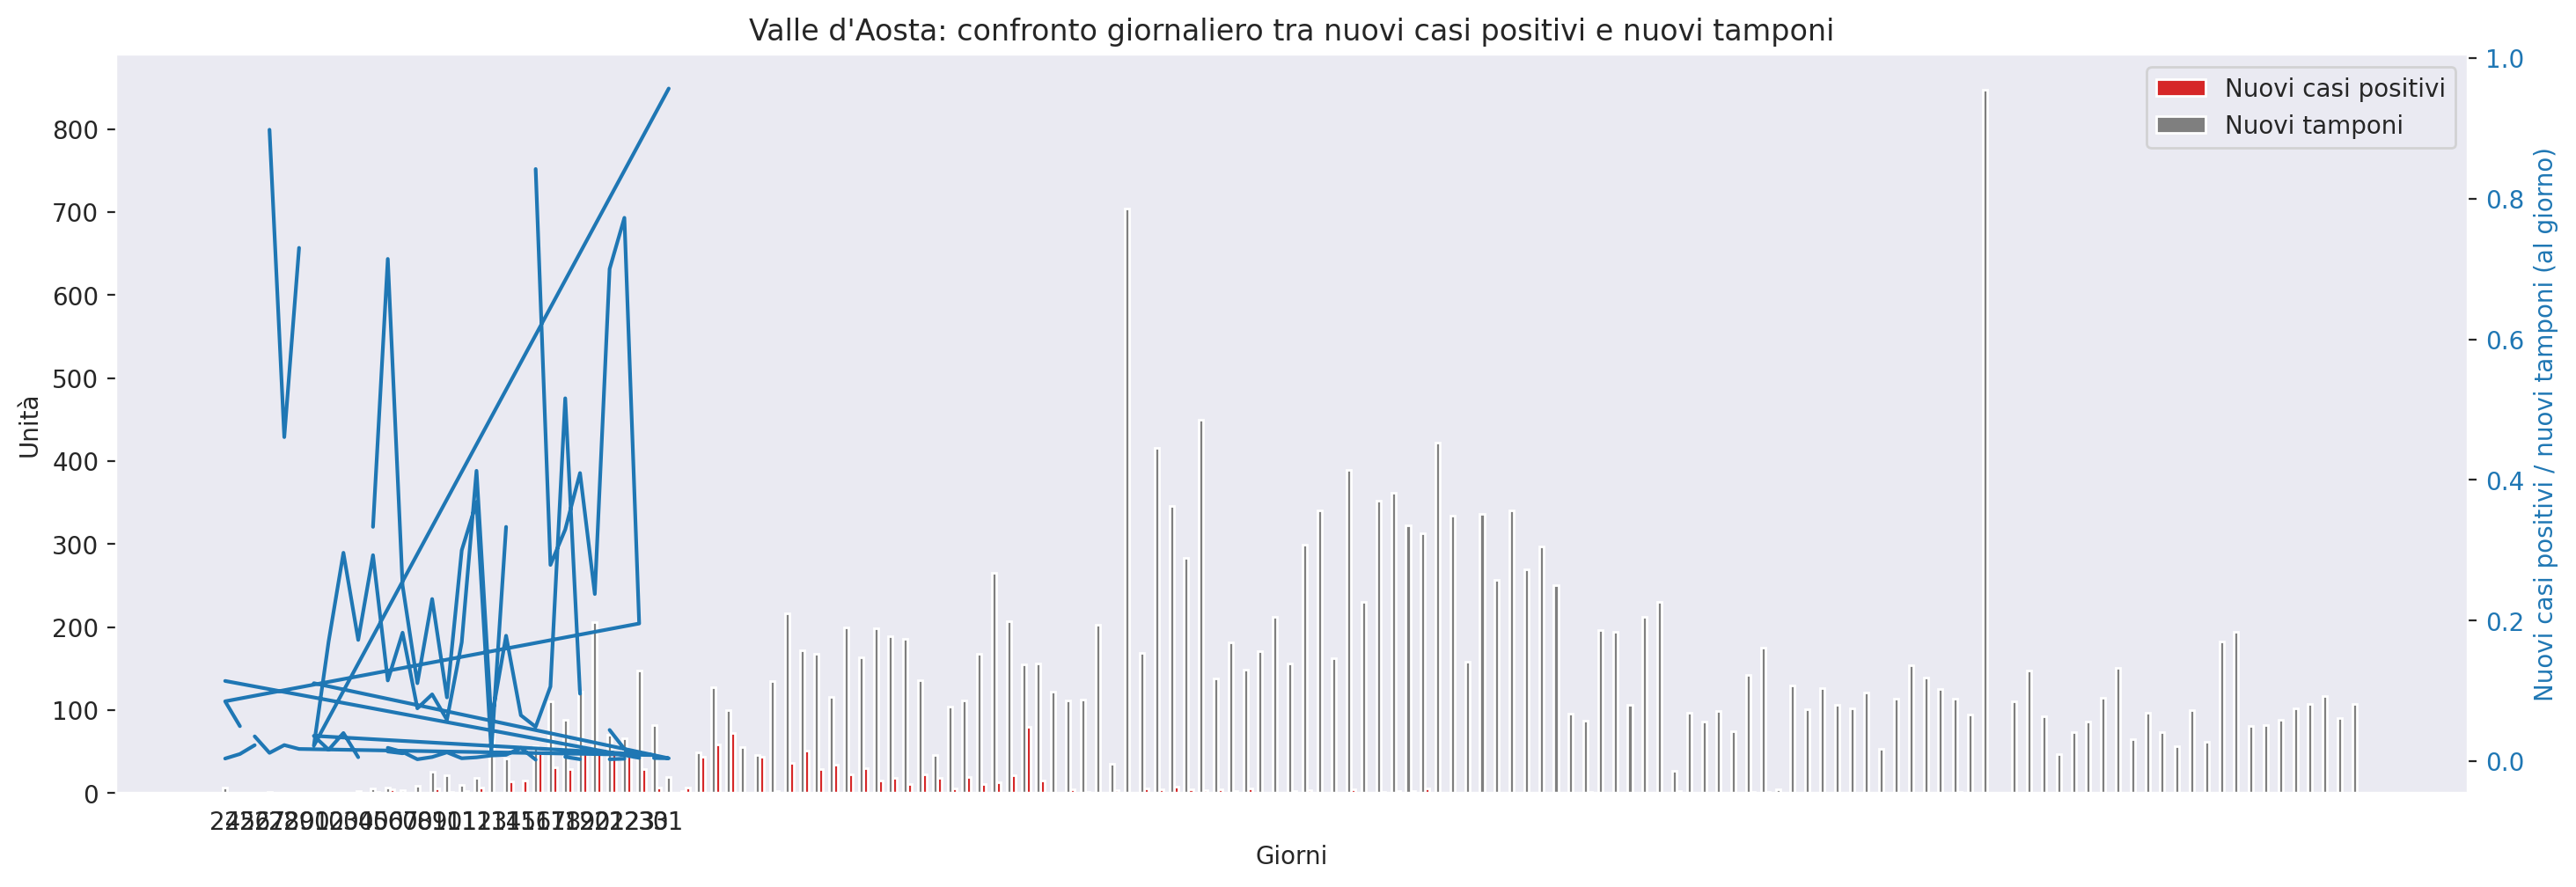 Valle d'Aosta: confronto giornaliero tra nuovi casi positivi e nuovi tamponi
Nuovi casi positivi
Nuovi tamponi
800
700
600
500
400
300
200
100
0
Unità
1.0
0.8
0.6
0.4
0.2
0.0
Nuovi casi positivi / nuovi tamponi (al giorno)
Giorni